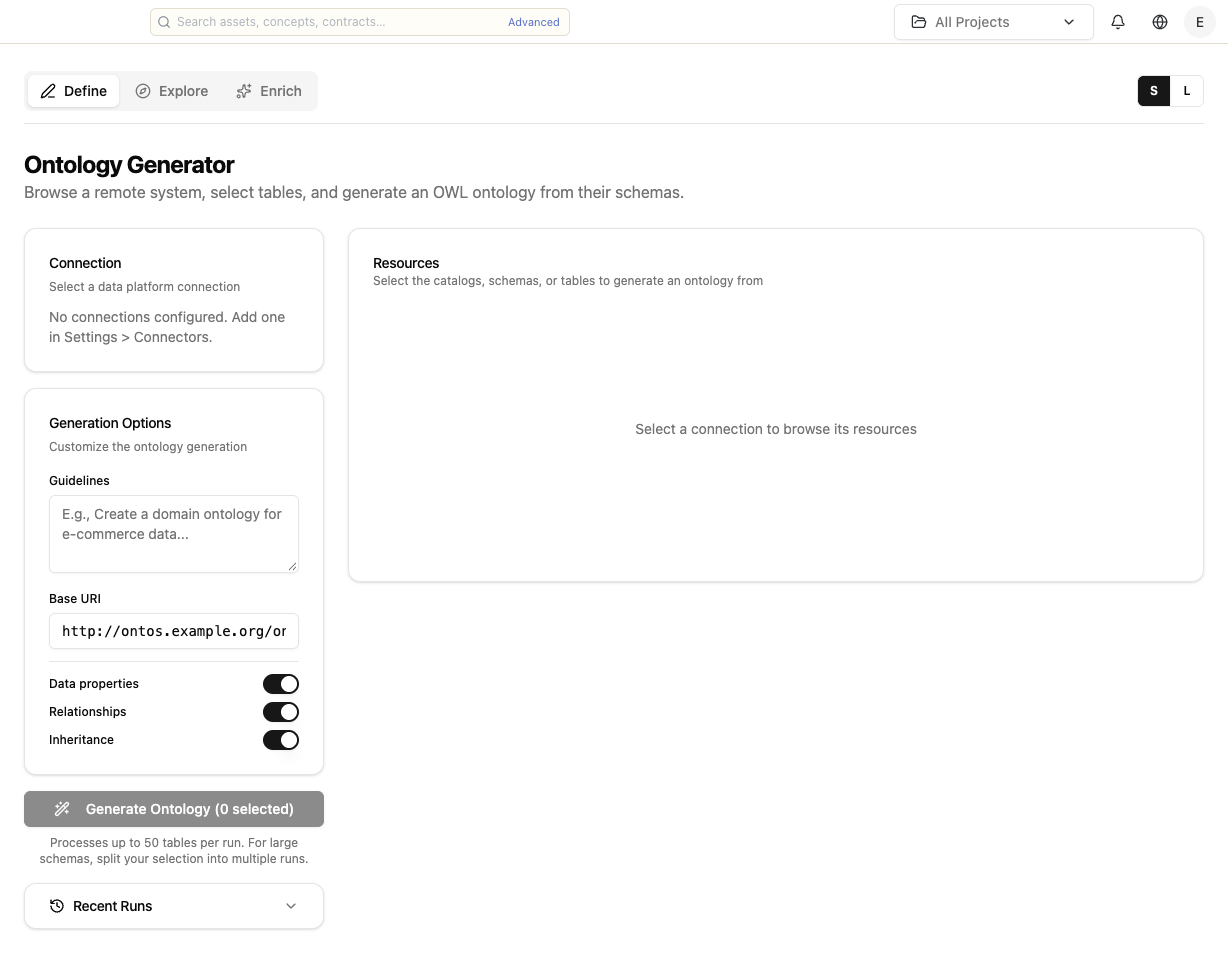 Search assets, concepts, contracts...
Advanced
All Projects
E
Define
Explore
Enrich
S
L
Ontology Generator
Browse a remote system, select tables, and generate an OWL ontology from their schemas.
Connection
Select a data platform connection
No connections configured. Add one
in Settings > Connectors.
Resources
Select the catalogs, schemas, or tables to generate an ontology from
Select a connection to browse its resources
Generation Options
Customize the ontology generation
Guidelines
E.g., Create a domain ontology for
e-commerce data...
Base URI
http://ontos.example.org/on
Data properties
Relationships
Inheritance
Generate Ontology (0 selected)
Processes up to 50 tables per run. For large
schemas, split your selection into multiple runs.
Recent Runs